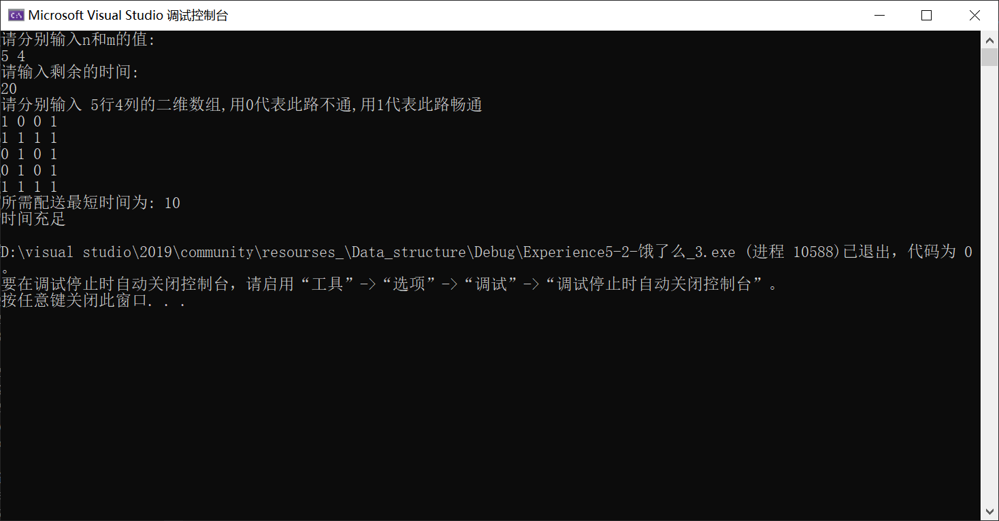 Microsoft Visual Studio 调试控制台
请分别输入n和m的值:
5 4
请输入剩余的时间:
20
请分别输入 5行4列的二维数组,用0代表此路不通,用1代表此路畅通
1 0 0 1
1 1 1 1
0 1 0 1
0 1 0 1
1 1 1 1
所需配送最短时间为: 10
时间充足
D:\visual studio\2019\community\resourses_\Data_structure\Debug\Experience5-2-饿了么_3.exe (进程 10588)已退出，代码为 0
。
要在调试停止时自动关闭控制台，请启用“工具”->“选项”->“调试”->“调试停止时自动关闭控制台”。
按任意键关闭此窗口. . .